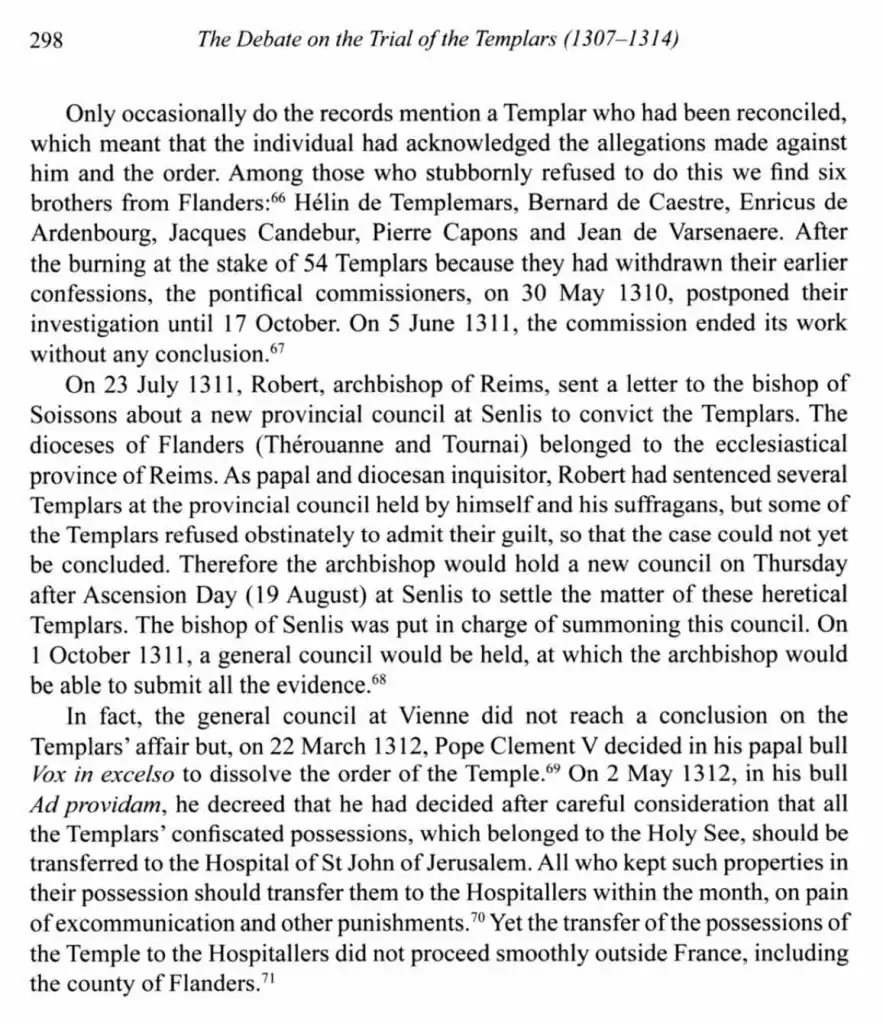 298 The Debate on the Trial of the Templars (1307–1314)
Only occasionally do the records mention a Templar who had been reconciled,
which meant that the individual had acknowledged the allegations made against
him and the order. Among those who stubbornly refused to do this we find six
brothers from Flanders:⁶⁶ Hélin de Templemars, Bernard de Caestre, Enricus de
Ardenbourg, Jacques Candebur, Pierre Capons and Jean de Varsenaere. After
the burning at the stake of 54 Templars because they had withdrawn their earlier
confessions, the pontifical commissioners, on 30 May 1310, postponed their
investigation until 17 October. On 5 June 1311, the commission ended its work
without any conclusion.⁶⁷
On 23 July 1311, Robert, archbishop of Reims, sent a letter to the bishop of
Soissons about a new provincial council at Senlis to convict the Templars. The
dioceses of Flanders (Thérouanne and Tournai) belonged to the ecclesiastical
province of Reims. As papal and diocesan inquisitor, Robert had sentenced several
Templars at the provincial council held by himself and his suffragans, but some of
the Templars refused obstinately to admit their guilt, so that the case could not yet
be concluded. Therefore the archbishop would hold a new council on Thursday
after Ascension Day (19 August) at Senlis to settle the matter of these heretical
Templars. The bishop of Senlis was put in charge of summoning this council. On
1 October 1311, a general council would be held, at which the archbishop would
be able to submit all the evidence.⁶⁸
In fact, the general council at Vienne did not reach a conclusion on the
Templars' affair but, on 22 March 1312, Pope Clement V decided in his papal bull
Vox in excelso to dissolve the order of the Temple.⁶⁹ On 2 May 1312, in his bull
Ad providam, he decreed that he had decided after careful consideration that all
the Templars' confiscated possessions, which belonged to the Holy See, should be
transferred to the Hospital of St John of Jerusalem. All who kept such properties in
their possession should transfer them to the Hospitallers within the month, on pain
of excommunication and other punishments.⁷⁰ Yet the transfer of the possessions of
the Temple to the Hospitallers did not proceed smoothly outside France, including
the county of Flanders.⁷¹